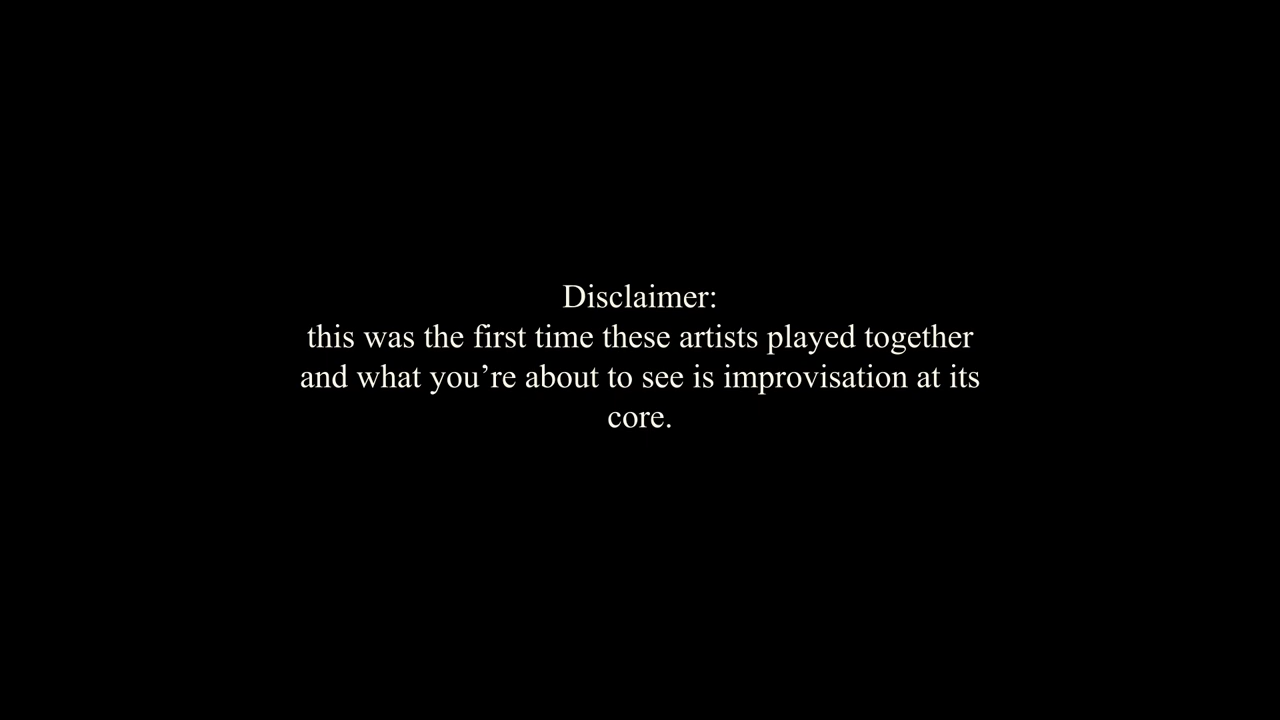 Disclaimer:
this was the first time these artists played together
and what you’re about to see is improvisation at its
core.